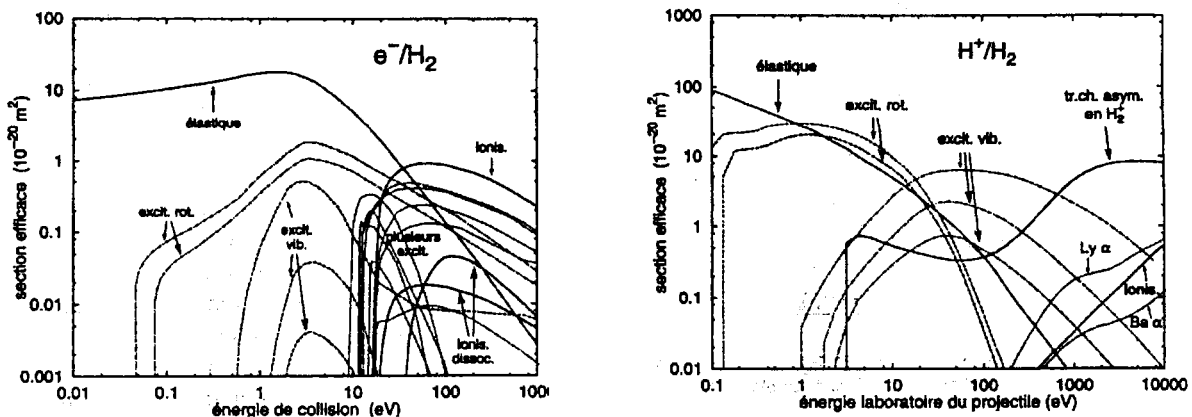 100
10
1
0.1
0.01
0.001
section efficace (10⁻²⁰ m²)
e⁻/H₂
élastique
Ionis.
excit. rot.
excit. vib.
plusieurs
excit.
Ionis.
dissoc.
0.01 0.1 1 10 100 1000
énergie de collision (eV)
1000
100
10
1
0.1
0.01
section efficace (10⁻²⁰ m²)
H⁺/H₂
élastique
excit. rot.
excit. vib.
tr.ch. asym.
en H₂⁺
Ly α
Ionis.
Ba α
0.1 1 10 100 1000 10000
énergie laboratoire du projectile (eV)